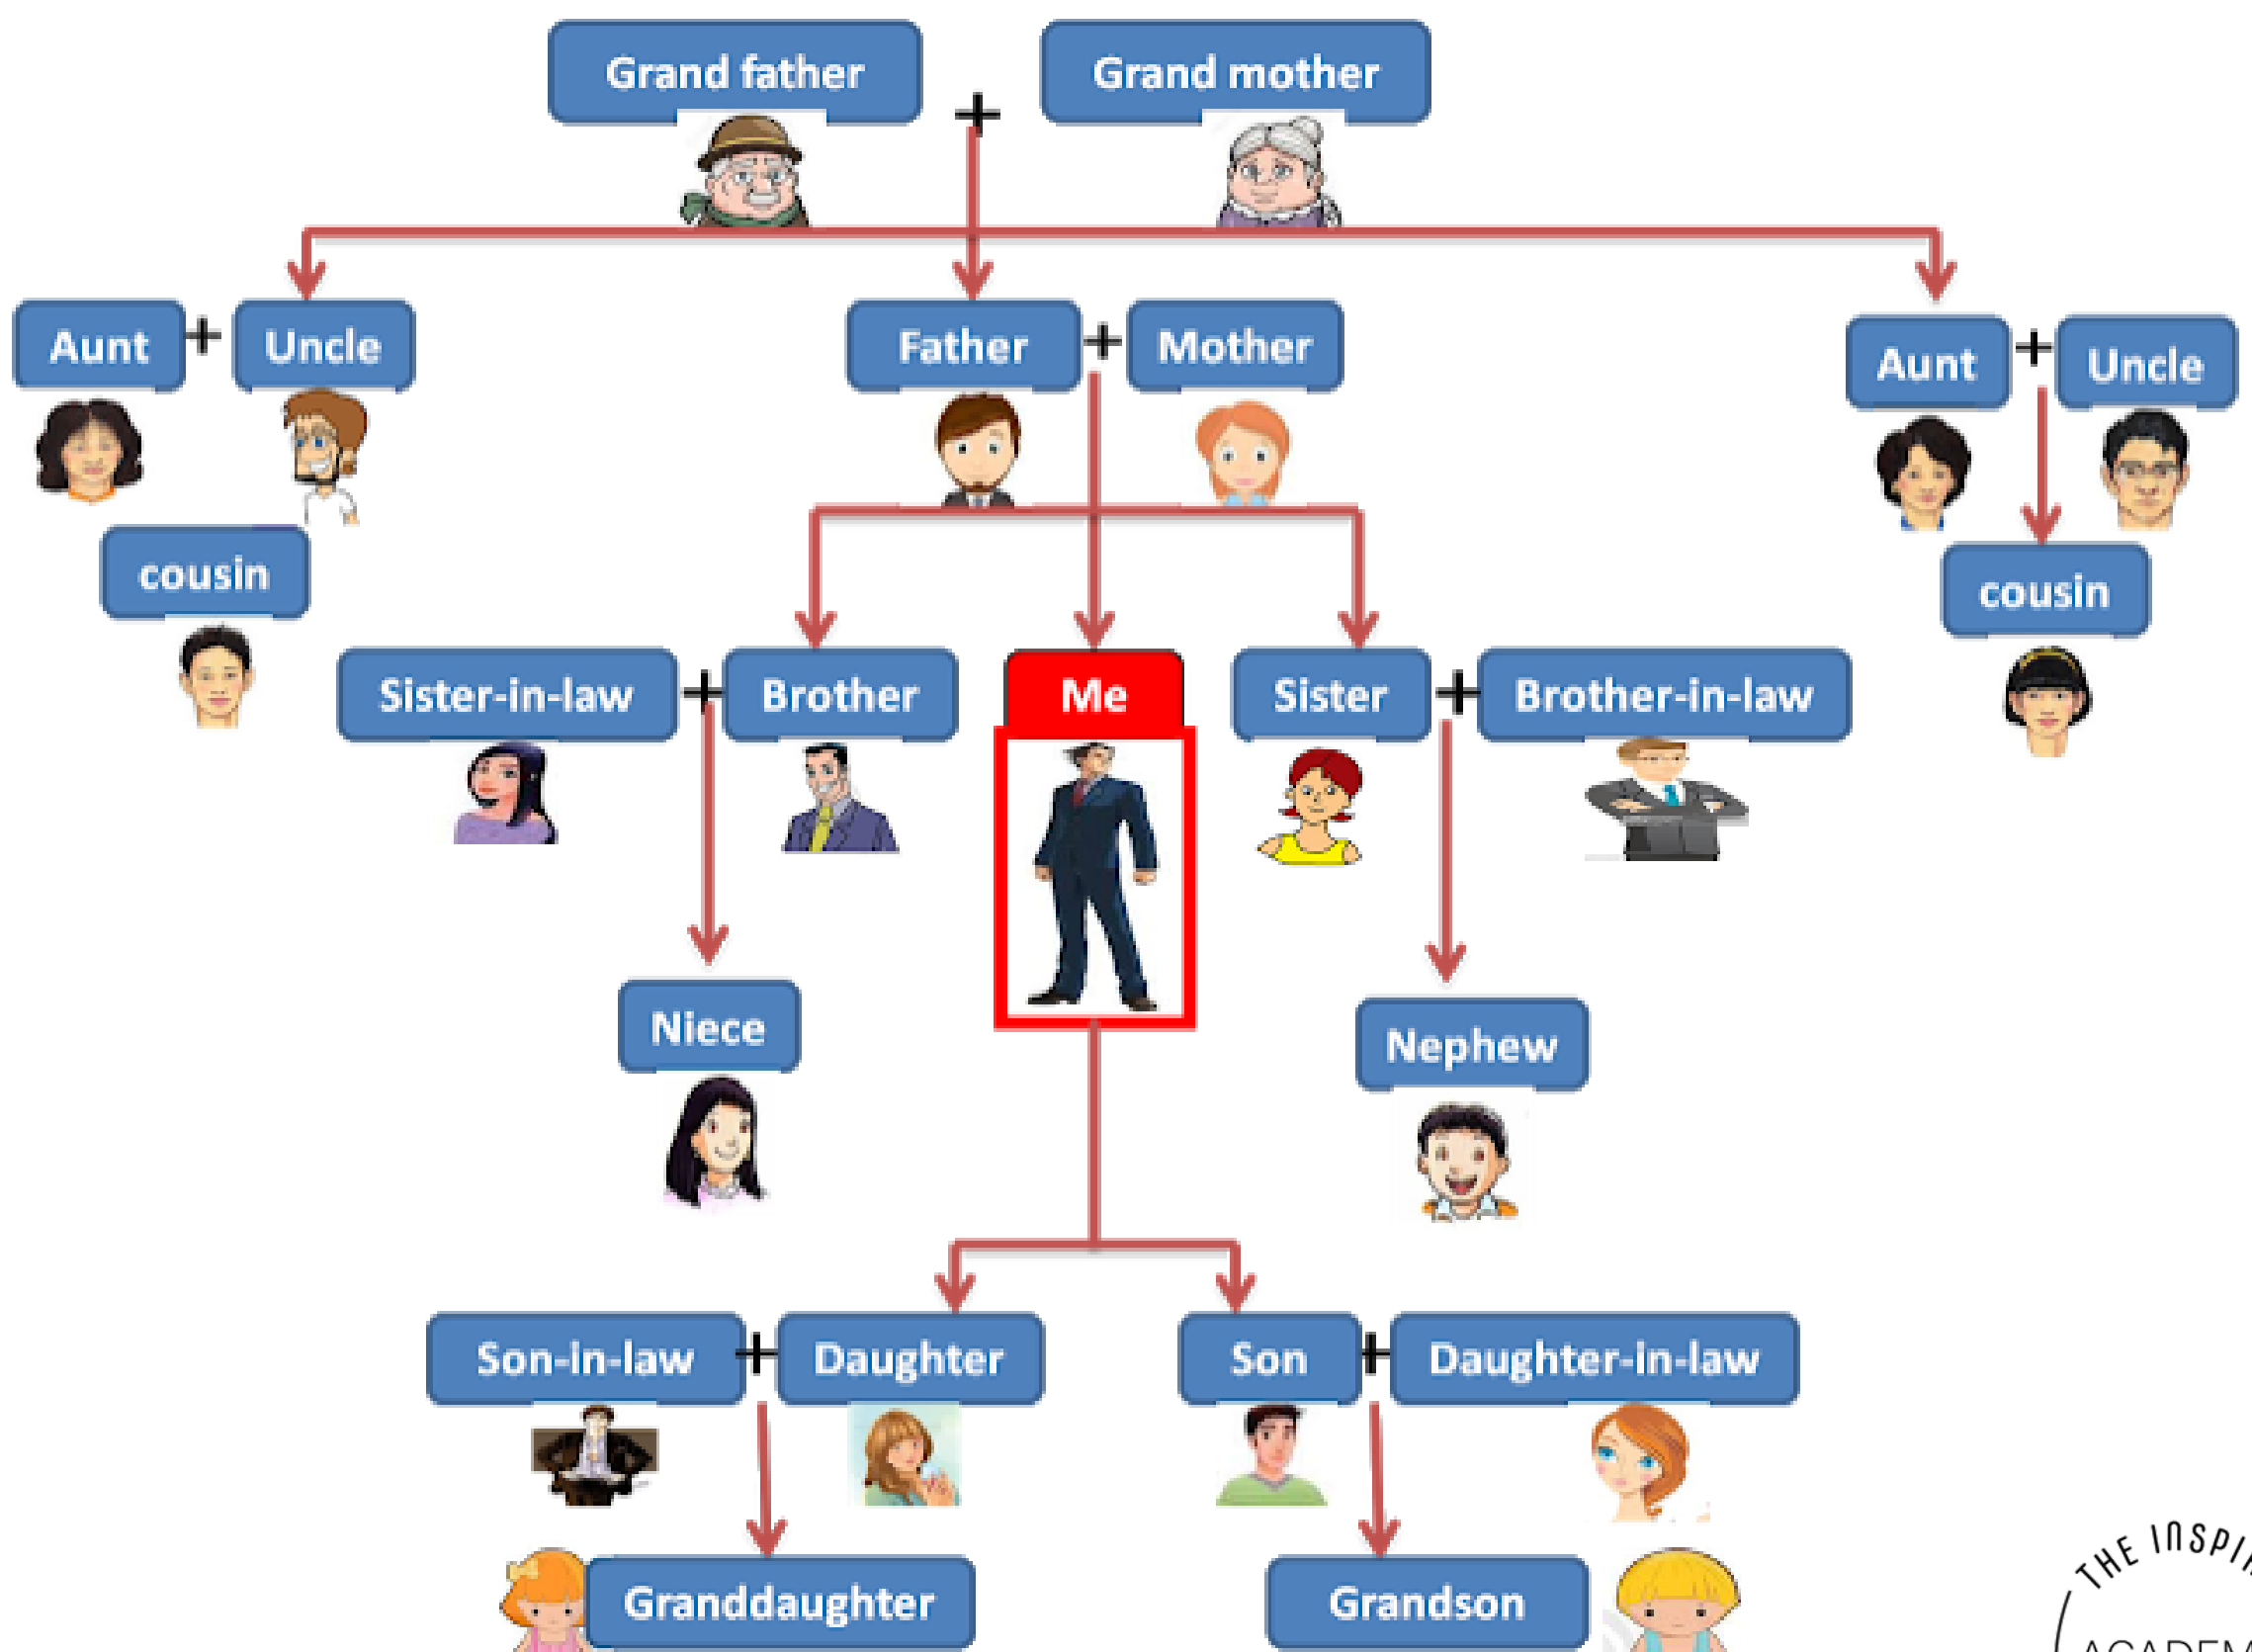 Grand father
Grand mother
Aunt
Uncle
Father
Mother
Aunt
Uncle
cousin
cousin
Sister-in-law
Brother
Me
Sister
Brother-in-law
Niece
Nephew
Son-in-law
Daughter
Son
Daughter-in-law
Granddaughter
Grandson
THE